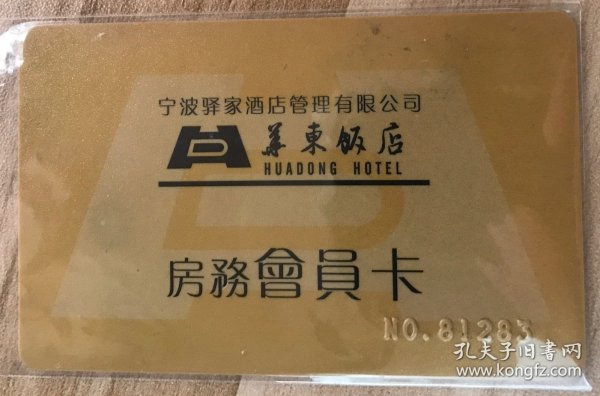 宁波驿家酒店管理有限公司
華東飯店
HUADONG HOTEL
房務會員卡
NO.81283
孔夫子旧书网
www.kongfz.com